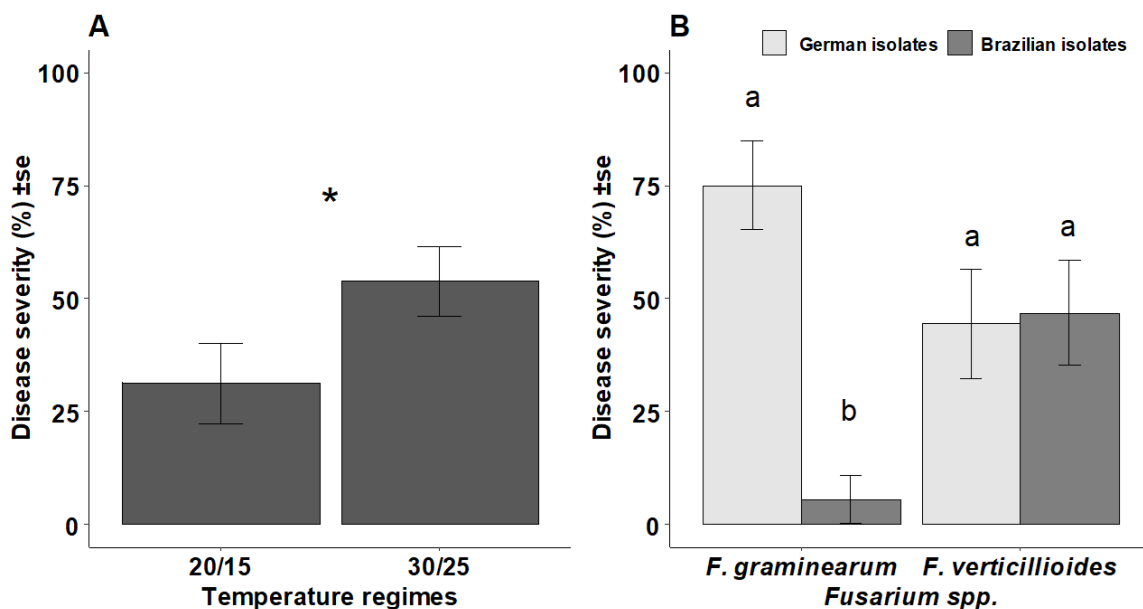 A
Disease severity (%) ±se
100
75
50
25
0
*
20/15 30/25
Temperature regimes
B
German isolates Brazilian isolates
Disease severity (%) ±se
100
75
50
25
0
a
b
a
a
F. graminearum F. verticillioides
Fusarium spp.